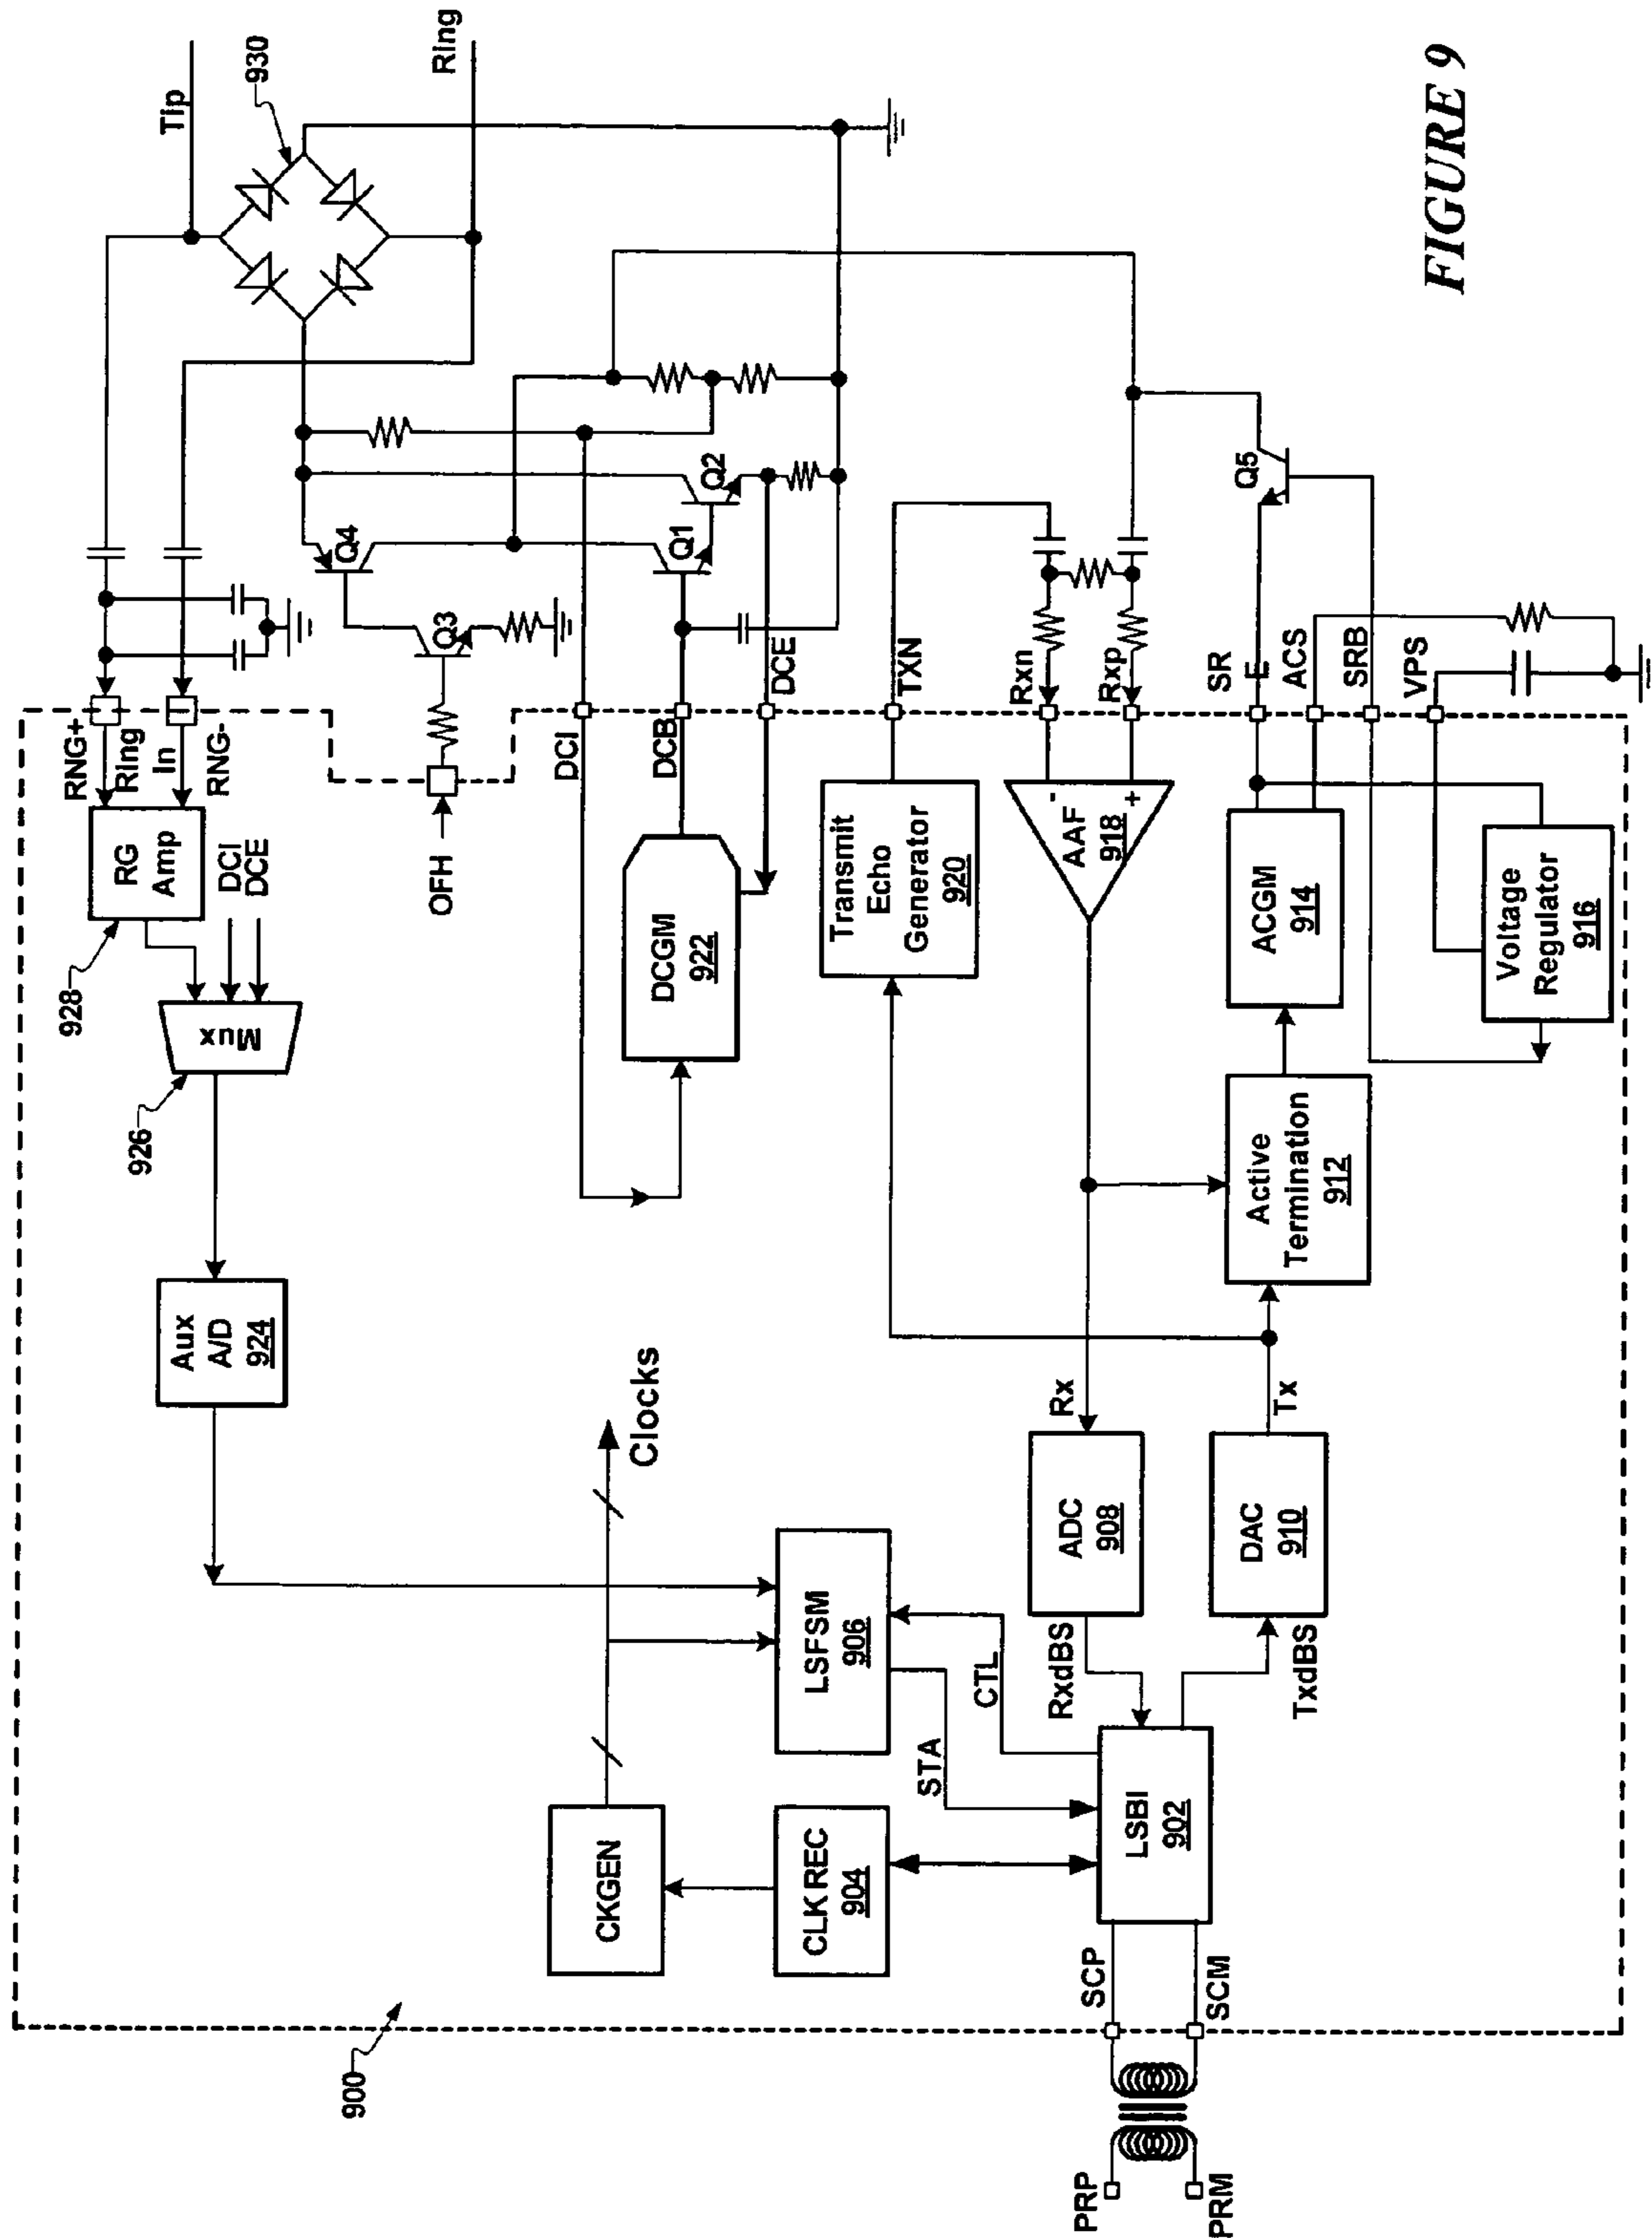 Tip
930
Ring
RNG+
Ring
In
RNG-
RG
Amp
928
DCI
DCE
Mux
926
Aux
A/D
924
Q4
Q3
Q1
Q2
OFH
DCI
DCB
DCE
DCGM
922
TXN
Transmit
Echo
Generator
920
Rxn
Rxp
-
+
AAF
918
Q5
SR
E
ACS
SRB
VPS
ACGM
914
Voltage
Regulator
916
Active
Termination
912
Clocks
CKGEN
CLK REC
904
LSFSM
906
STA
CTL
Rx
ADC
908
RxdBS
Tx
DAC
910
TxdBS
LSBI
902
SCP
SCM
PRP
PRM
900
FIGURE 9